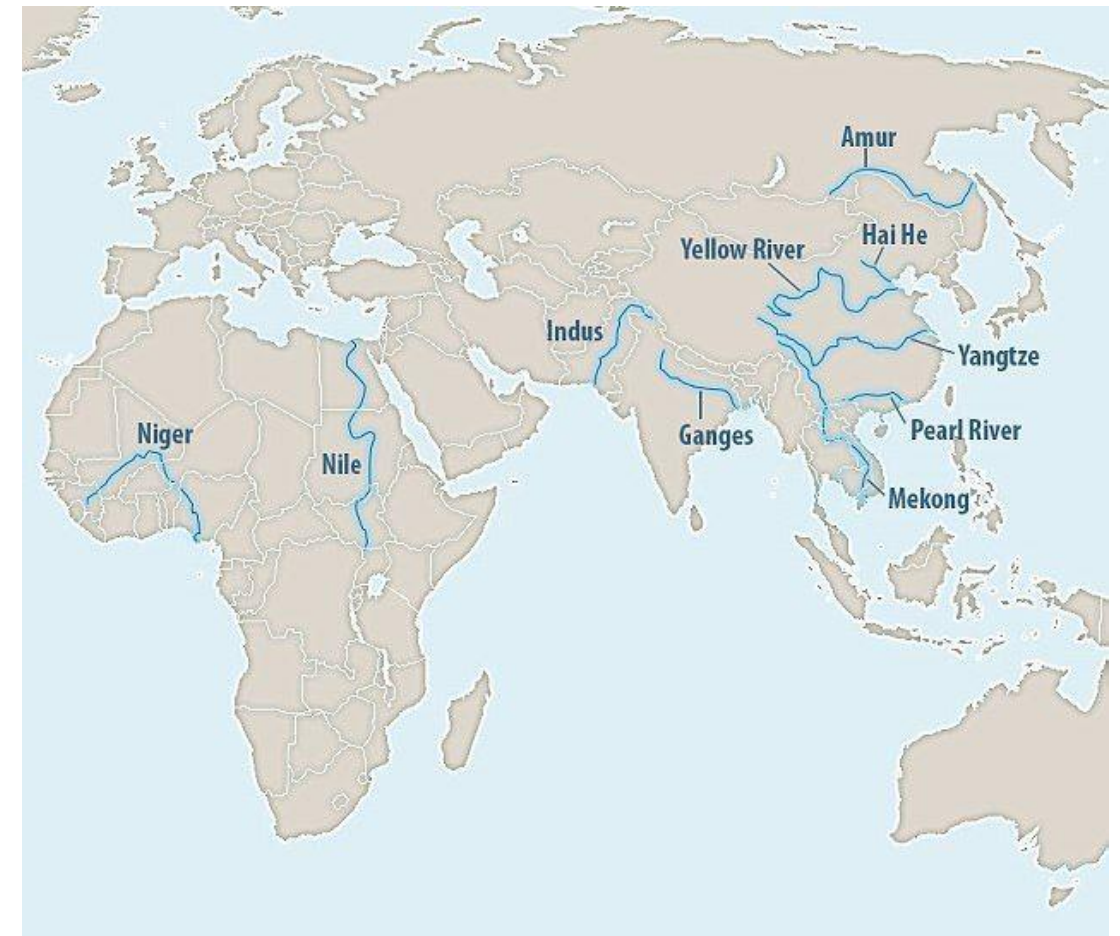 Amur
Hai He
Yellow River
Indus
Yangtze
Ganges
Pearl River
Niger
Nile
Mekong